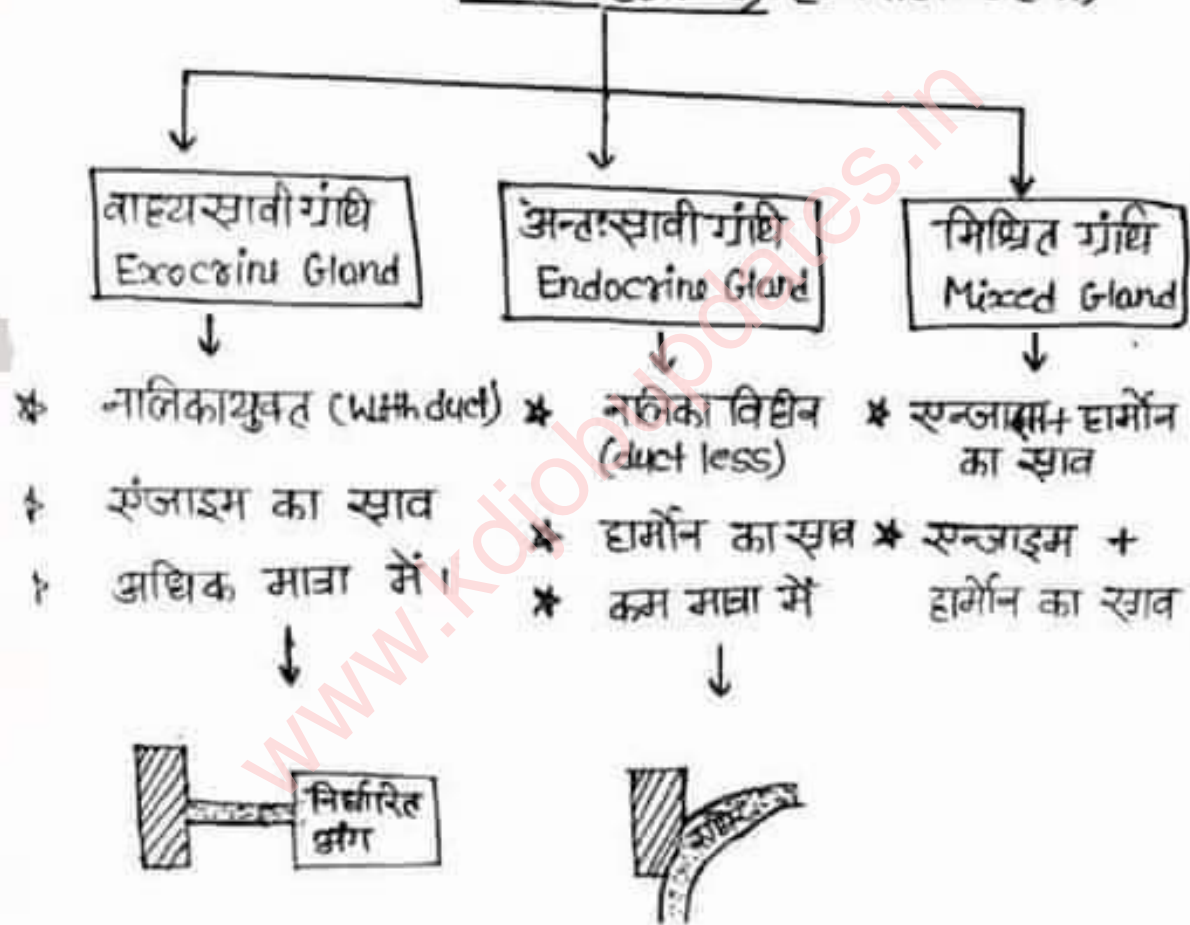 वाह्य स्रावी ग्रंथि
Exocrine Gland
अन्तः स्रावी ग्रंथि
Endocrine Gland
मिश्रित ग्रंथि
Mixed Gland
* नालिकायुक्त (with duct)
* एंजाइम का स्राव
* अधिक मात्रा में।
निर्धारित
अंग
* नलिका विहीन
(duct less)
* हार्मोन का स्राव
* कम मात्रा में
* एन्जाइम + हार्मोन
का स्राव
* एन्जाइम +
हार्मोन का स्राव
www.kdjobupdates.in